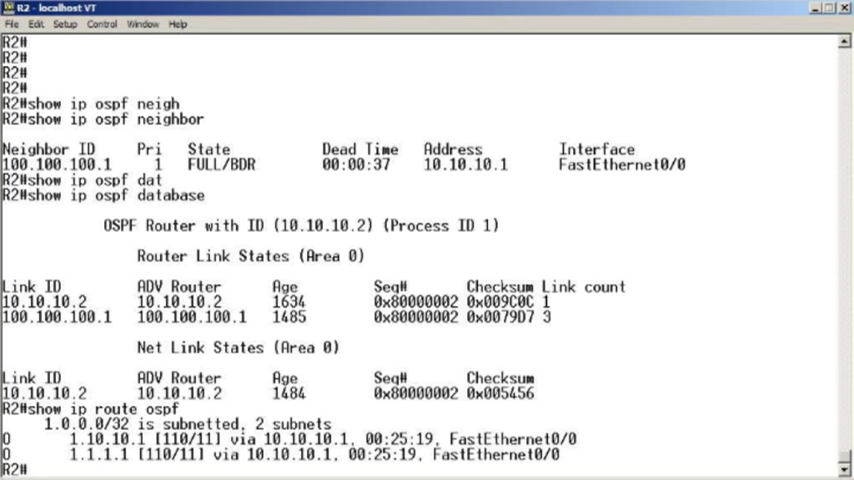 R2 - localhost VT
File Edit Setup Control Window Help
R2#
R2#
R2#
R2#
R2#show ip ospf neigh
R2#show ip ospf neighbor
Neighbor ID Pri State Dead Time Address Interface
100.100.100.1 1 FULL/BDR 00:00:37 10.10.10.1 FastEthernet0/0
R2#show ip ospf dat
R2#show ip ospf database
OSPF Router with ID (10.10.10.2) (Process ID 1)
Router Link States (Area 0)
Link ID ADV Router Age Seq# Checksum Link count
10.10.10.2 10.10.10.2 1634 0x80000002 0x009C0C 1
100.100.100.1 100.100.100.1 1485 0x80000002 0x0079D7 3
Net Link States (Area 0)
Link ID ADV Router Age Seq# Checksum
10.10.10.2 10.10.10.2 1484 0x80000002 0x005456
R2#show ip route ospf
1.0.0.0/32 is subnetted, 2 subnets
O 1.10.10.1 [110/11] via 10.10.10.1, 00:25:19, FastEthernet0/0
O 1.1.1.1 [110/11] via 10.10.10.1, 00:25:19, FastEthernet0/0
R2#